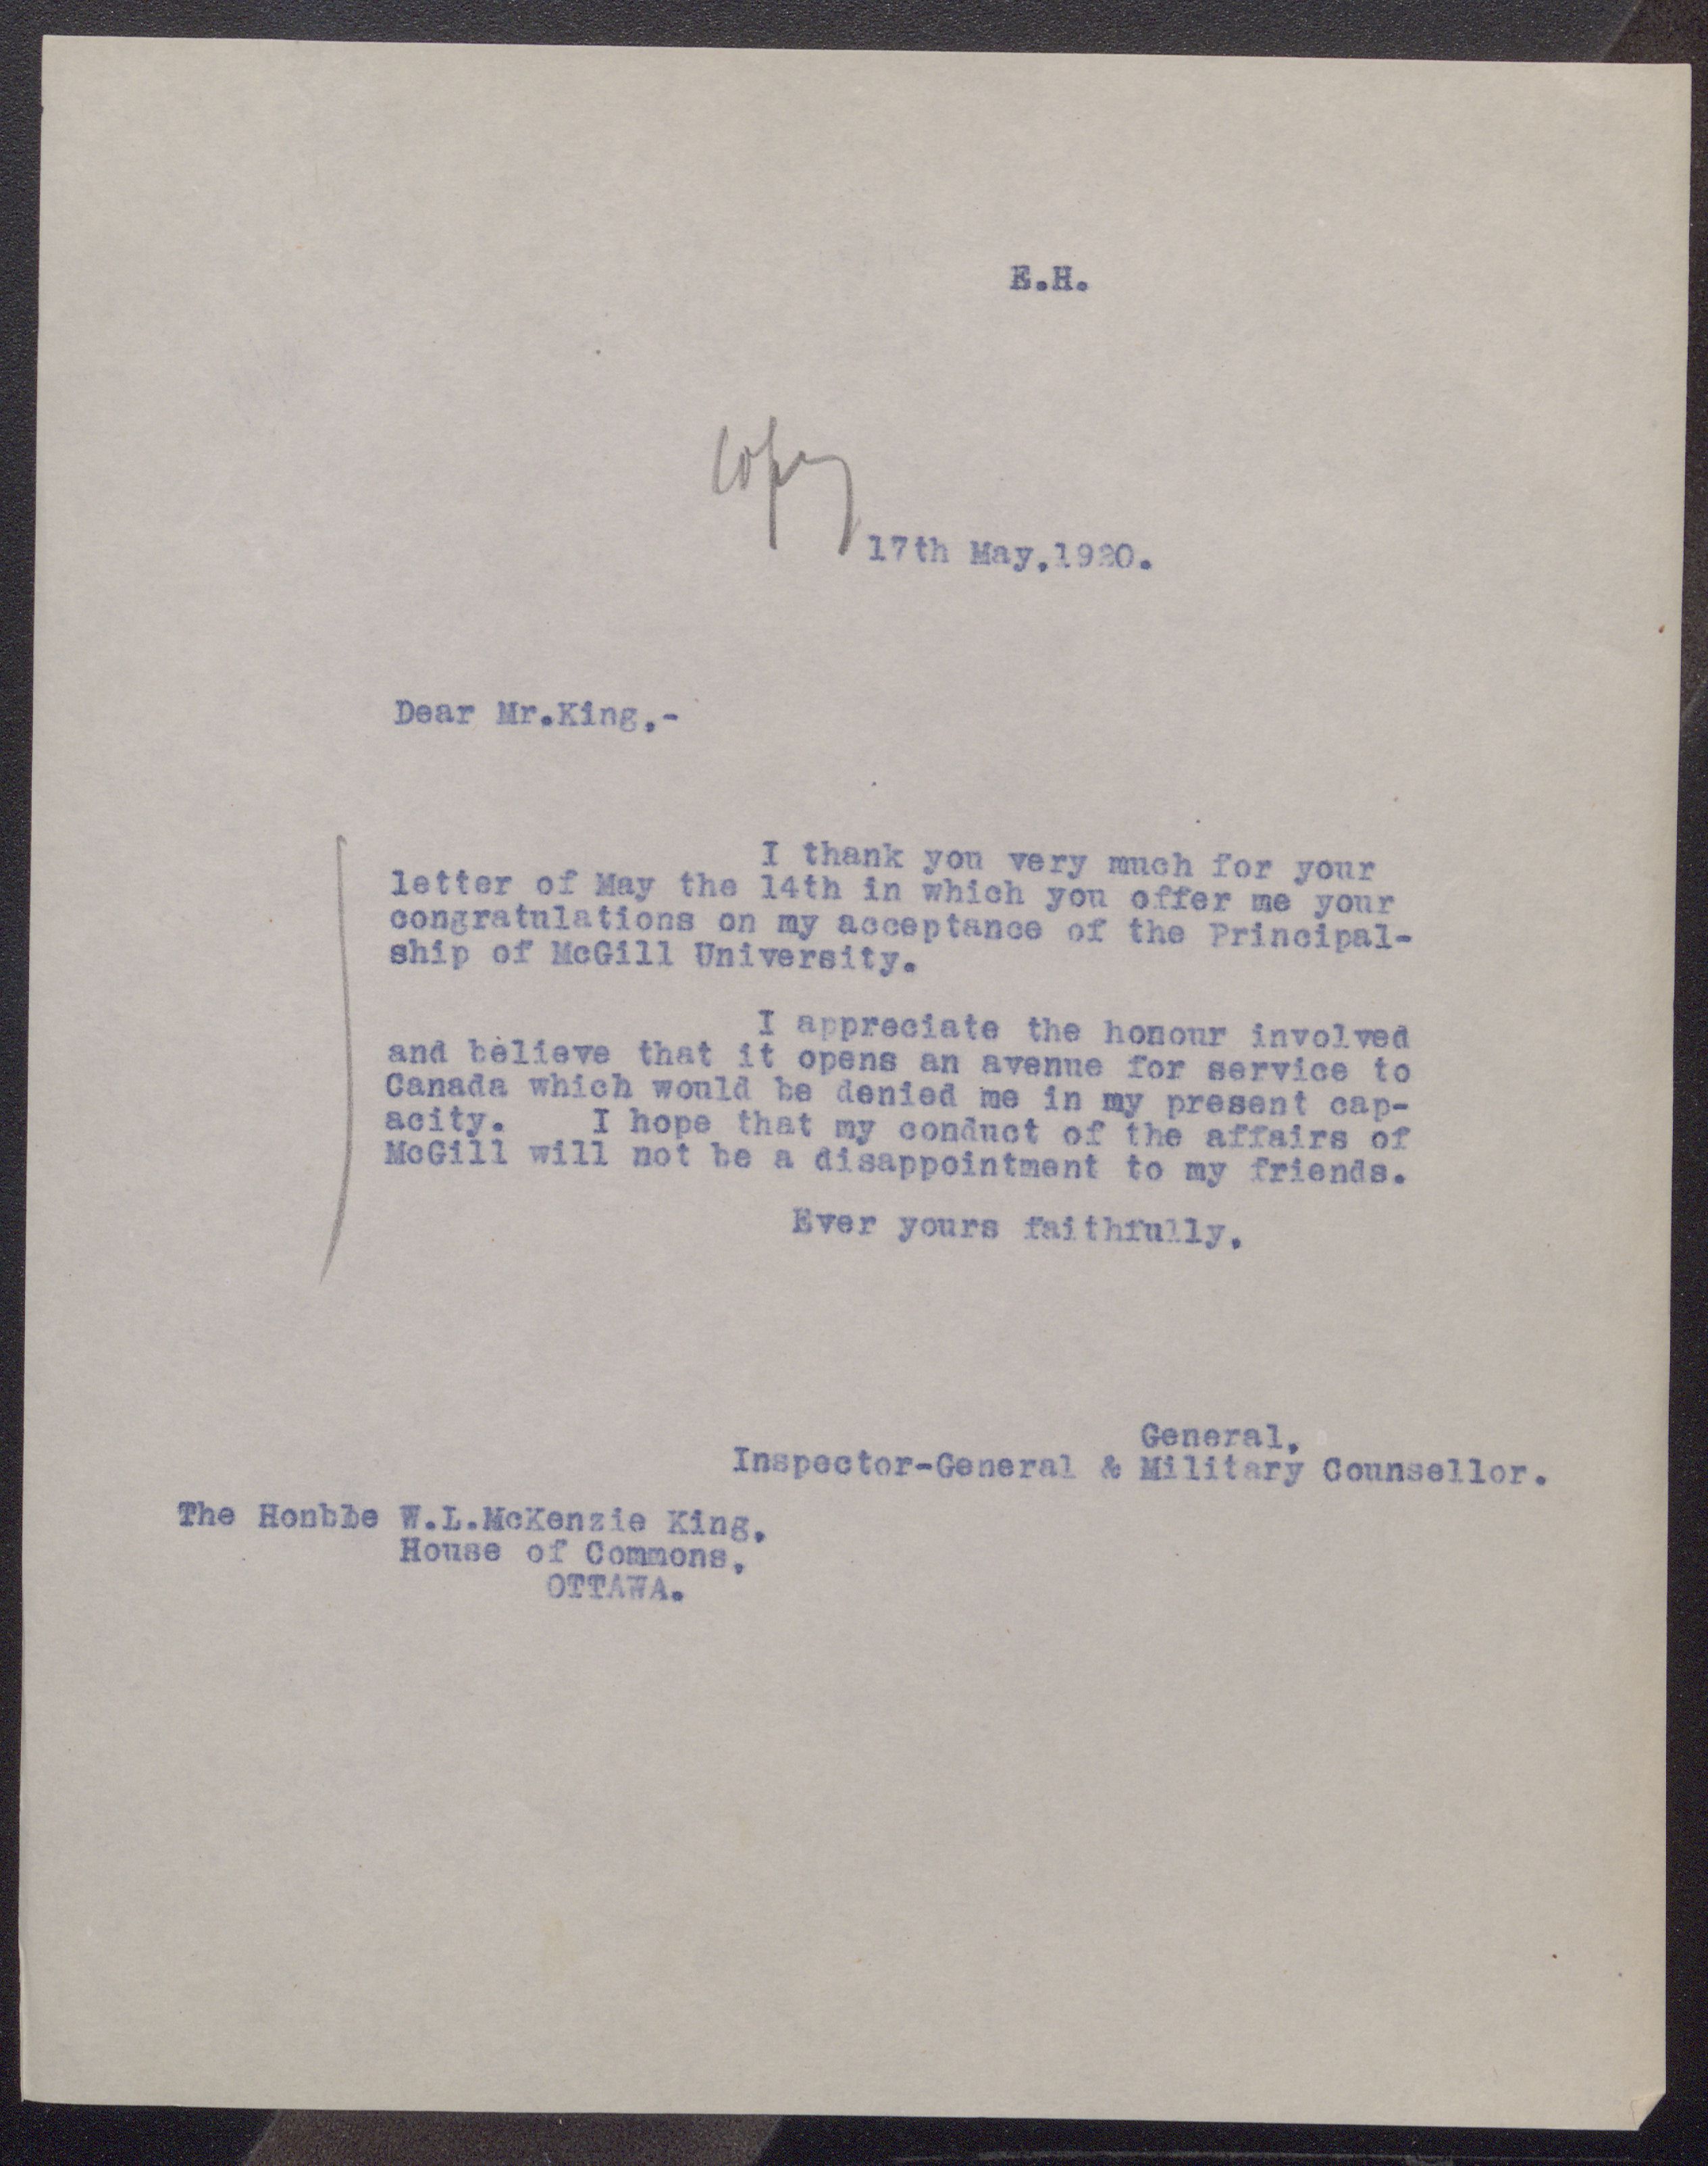 E.H.
Copy
17th May,1920.
Dear Mr.King,-
I thank you very much for your
letter of May the 14th in which you offer me your
congratulations on my acceptance of the Principal-
ship of McGill University.
I appreciate the honour involved
and believe that it opens an avenue for service to
Canada which would be denied me in my present cap-
acity. I hope that my conduct of the affairs of
McGill will not be a disappointment to my friends.
Ever yours faithfully,
General,
Inspector-General & Military Counsellor.
The Honble W.L.McKenzie King,
House of Commons,
OTTAWA.